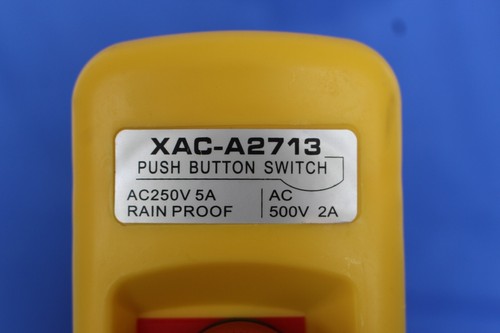 XAC-A2713
PUSH BUTTON SWITCH
AC250V 5A
RAIN PROOF
AC
500V 2A